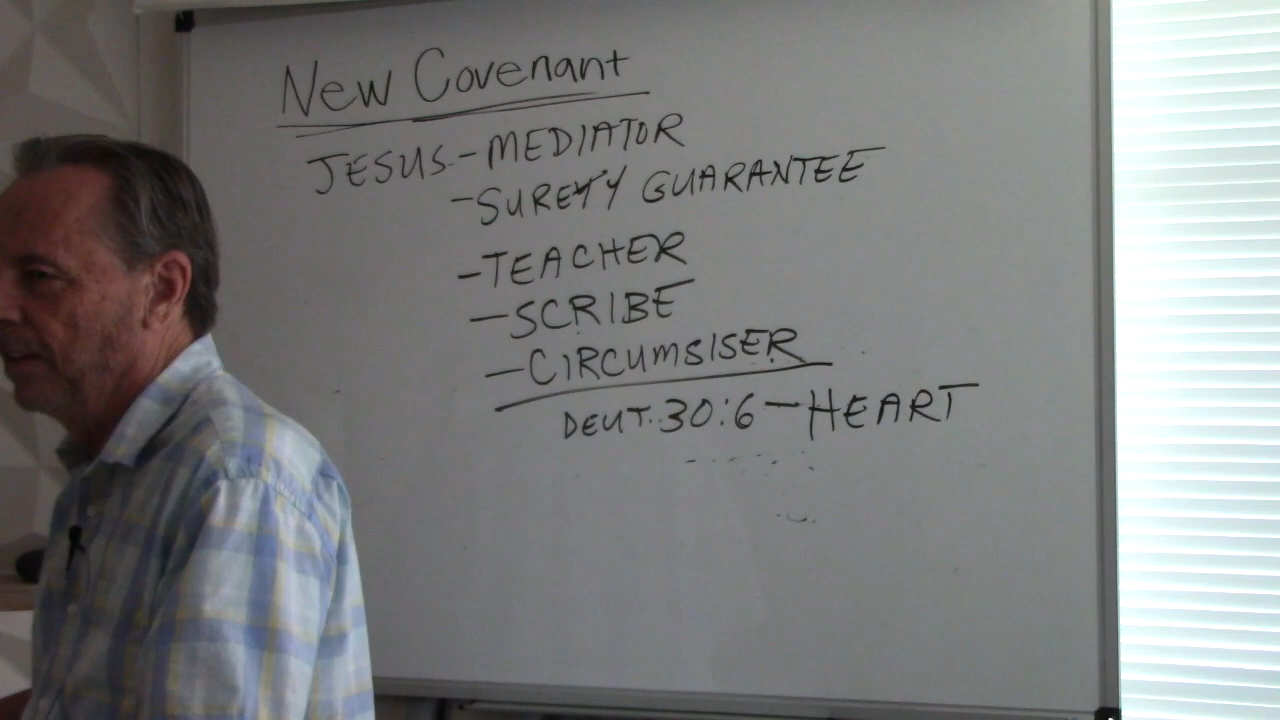 New Covenant
JESUS - MEDIATOR
- SURETY GUARANTEE
- TEACHER
- SCRIBE
- CIRCUMSISER
DEUT. 30:6 - HEART